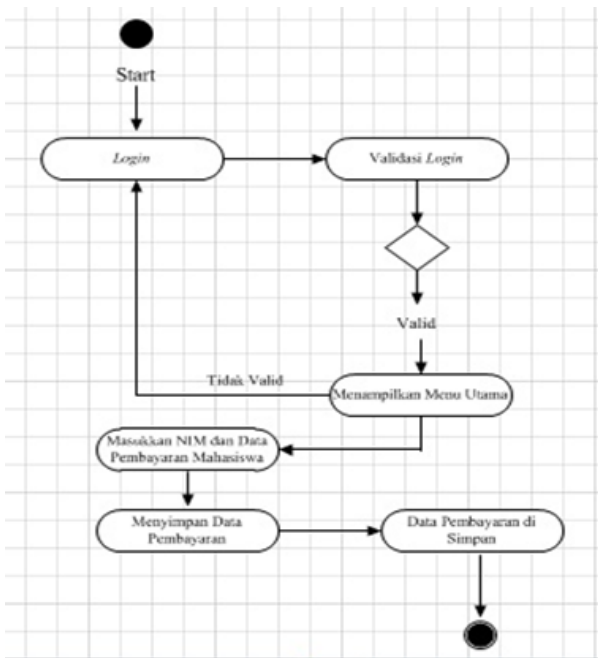 Start
Login
Validasi Login
Valid
Tidak Valid
Menampilkan Menu Utama
Masukkan NIM dan Data
Pembayaran Mahasiswa
Menyimpan Data
Pembayaran
Data Pembayaran di
Simpan